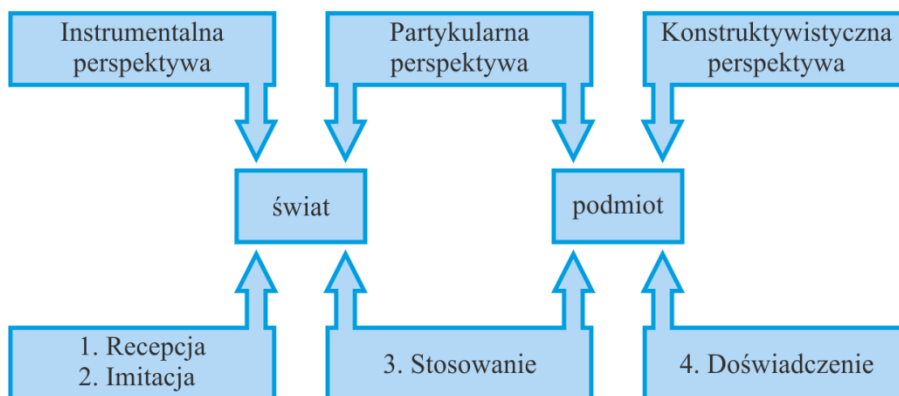 Instrumentalna
perspektywa
Partykularna
perspektywa
Konstruktywistyczna
perspektywa
świat
podmiot
1. Recepcja
2. Imitacja
3. Stosowanie
4. Doświadczenie